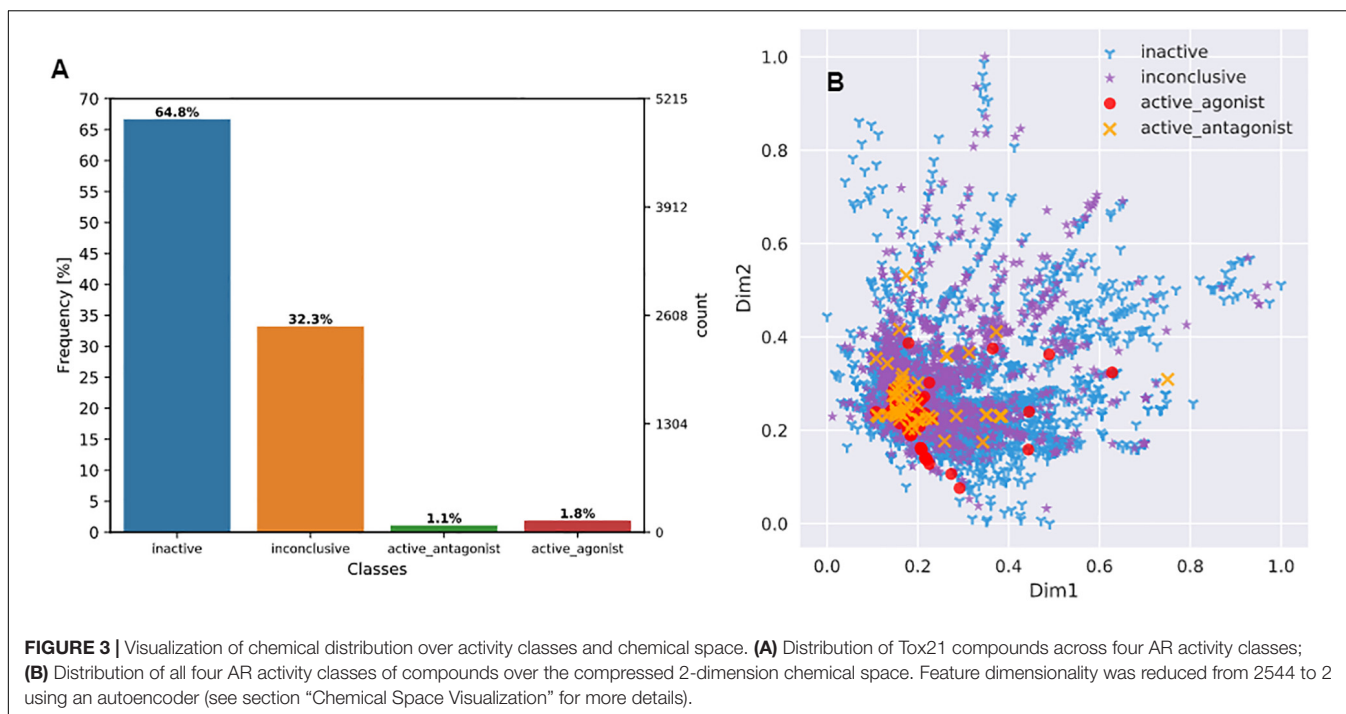 A
70
65
60
55
50
45
40
35
30
25
20
15
10
5
0
Frequency [%]
64.8%
32.3%
1.1%
1.8%
5215
3912
2608
1304
0
count
inactive inconclusive active_antagonist active_agonist
Classes
B
inactive
inconclusive
active_agonist
active_antagonist
1.0
0.8
0.6
0.4
0.2
0.0
Dim2
0.0 0.2 0.4 0.6 0.8 1.0
Dim1
FIGURE 3 | Visualization of chemical distribution over activity classes and chemical space. (A) Distribution of Tox21 compounds across four AR activity classes;
(B) Distribution of all four AR activity classes of compounds over the compressed 2-dimension chemical space. Feature dimensionality was reduced from 2544 to 2
using an autoencoder (see section “Chemical Space Visualization” for more details).